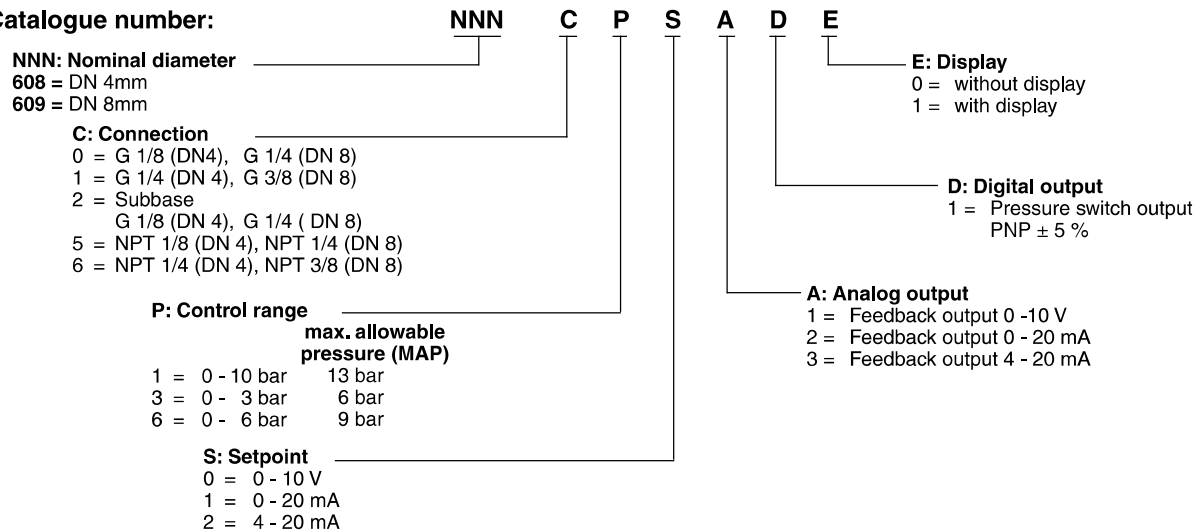 Catalogue number: NNN C P S A D E
NNN: Nominal diameter
608 = DN 4mm
609 = DN 8mm
E: Display
0 = without display
1 = with display
C: Connection
0 = G 1/8 (DN4), G 1/4 (DN 8)
1 = G 1/4 (DN 4), G 3/8 (DN 8)
2 = Subbase
G 1/8 (DN 4), G 1/4 ( DN 8)
5 = NPT 1/8 (DN 4), NPT 1/4 (DN 8)
6 = NPT 1/4 (DN 4), NPT 3/8 (DN 8)
D: Digital output
1 = Pressure switch output
PNP ± 5 %
P: Control range
max. allowable
pressure (MAP)
1 = 0 - 10 bar 13 bar
3 = 0 - 3 bar 6 bar
6 = 0 - 6 bar 9 bar
A: Analog output
1 = Feedback output 0 -10 V
2 = Feedback output 0 - 20 mA
3 = Feedback output 4 - 20 mA
S: Setpoint
0 = 0 - 10 V
1 = 0 - 20 mA
2 = 4 - 20 mA